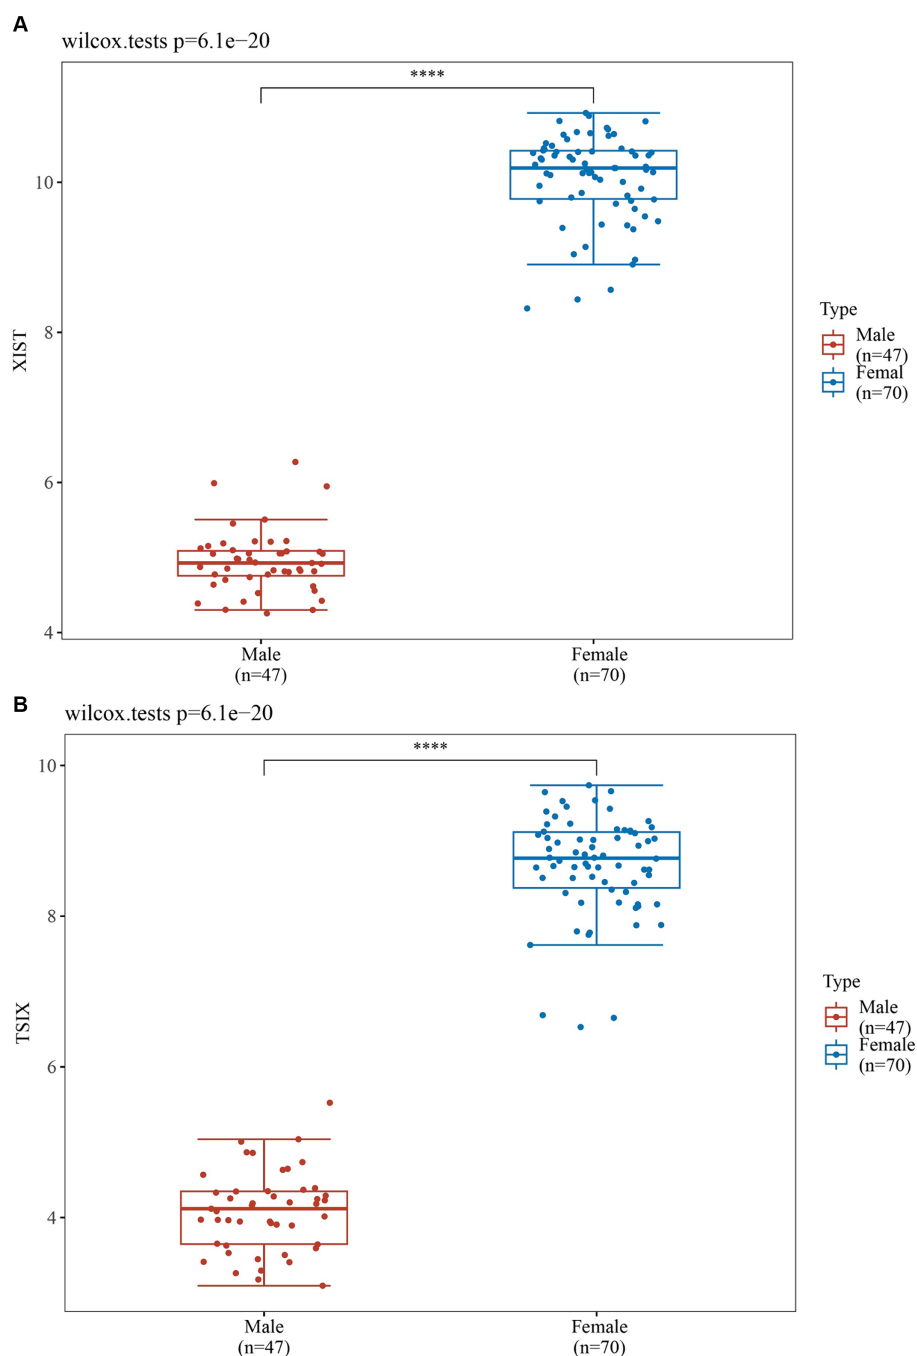 A
wilcox.tests p=6.1e−20
****
10
8
6
4
XIST
Male
(n=47)
Female
(n=70)
Type
Male
(n=47)
Femal
(n=70)
B
wilcox.tests p=6.1e−20
****
10
8
6
4
TSIX
Male
(n=47)
Female
(n=70)
Type
Male
(n=47)
Female
(n=70)